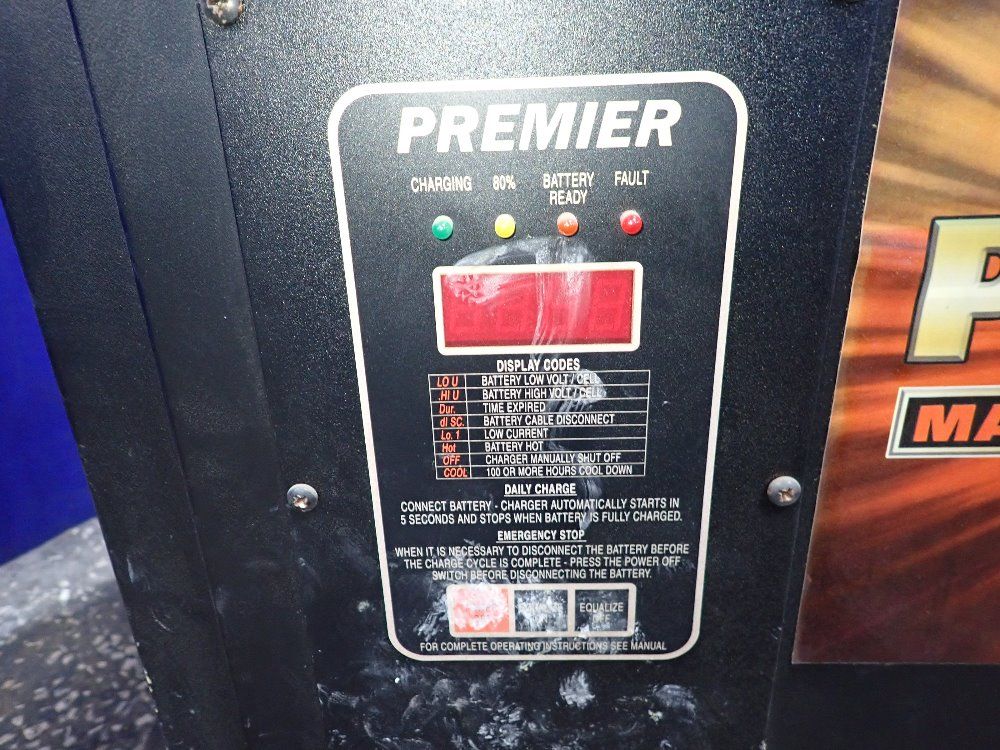 PREMIER
CHARGING 80% BATTERY READY FAULT
DISPLAY CODES
LO U BATTERY LOW VOLT / CELL
.HI U BATTERY HIGH VOLT / CELL
Dur. TIME EXPIRED
dI SC. BATTERY CABLE DISCONNECT
Lo. 1 LOW CURRENT
Hot BATTERY HOT
OFF CHARGER MANUALLY SHUT OFF
COOL 100 OR MORE HOURS COOL DOWN
DAILY CHARGE
CONNECT BATTERY - CHARGER AUTOMATICALLY STARTS IN
5 SECONDS AND STOPS WHEN BATTERY IS FULLY CHARGED.
EMERGENCY STOP
WHEN IT IS NECESSARY TO DISCONNECT THE BATTERY BEFORE
THE CHARGE CYCLE IS COMPLETE - PRESS THE POWER OFF
SWITCH BEFORE DISCONNECTING THE BATTERY.
EQUALIZE
FOR COMPLETE OPERATING INSTRUCTIONS SEE MANUAL
P
MA